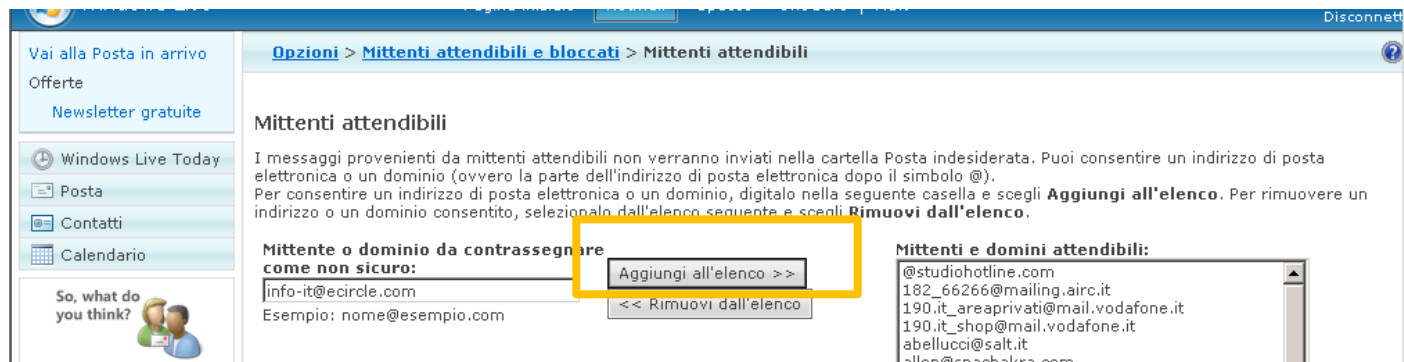 Disconnett
Vai alla Posta in arrivo
Offerte
Newsletter gratuite
Windows Live Today
Posta
Contatti
Calendario
So, what do
you think?
Opzioni > Mittenti attendibili e bloccati > Mittenti attendibili
Mittenti attendibili
I messaggi provenienti da mittenti attendibili non verranno inviati nella cartella Posta indesiderata. Puoi consentire un indirizzo di posta
elettronica o un dominio (ovvero la parte dell'indirizzo di posta elettronica dopo il simbolo @).
Per consentire un indirizzo di posta elettronica o un dominio, digitalo nella seguente casella e scegli Aggiungi all'elenco. Per rimuovere un
indirizzo o un dominio consentito, selezionalo dall'elenco seguente e scegli Rimuovi dall'elenco.
Mittente o dominio da contrassegnare
come non sicuro:
info-it@ecircle.com
Esempio: nome@esempio.com
Aggiungi all'elenco >>
<< Rimuovi dall'elenco
Mittenti e domini attendibili:
@studiohotline.com
182_66266@mailing.airc.it
190.it_areaprivati@mail.vodafone.it
190.it_shop@mail.vodafone.it
abellucci@salt.it